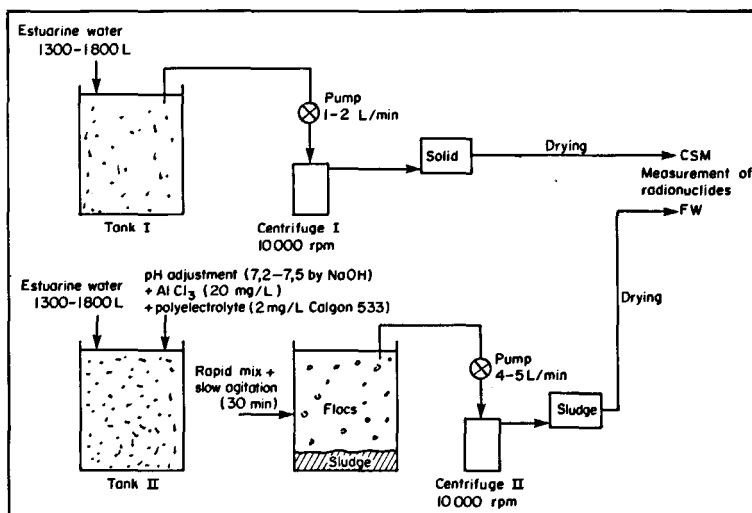 Estuarine water
1300-1800 L
Pump
1-2 L/min
Solid
Drying
CSM
Measurement of
radionuclides
FW
Tank I
Centrifuge I
10 000 rpm
Estuarine water
1300-1800 L
pH adjustment (7,2-7,5 by NaOH)
+ AlCl3 (20 mg/L)
+ polyelectrolyte (2 mg/L Calgon 533)
Drying
Rapid mix +
slow agitation
(30 min)
Flocs
Pump
4-5 L/min
Sludge
Sludge
Tank II
Centrifuge II
10 000 rpm